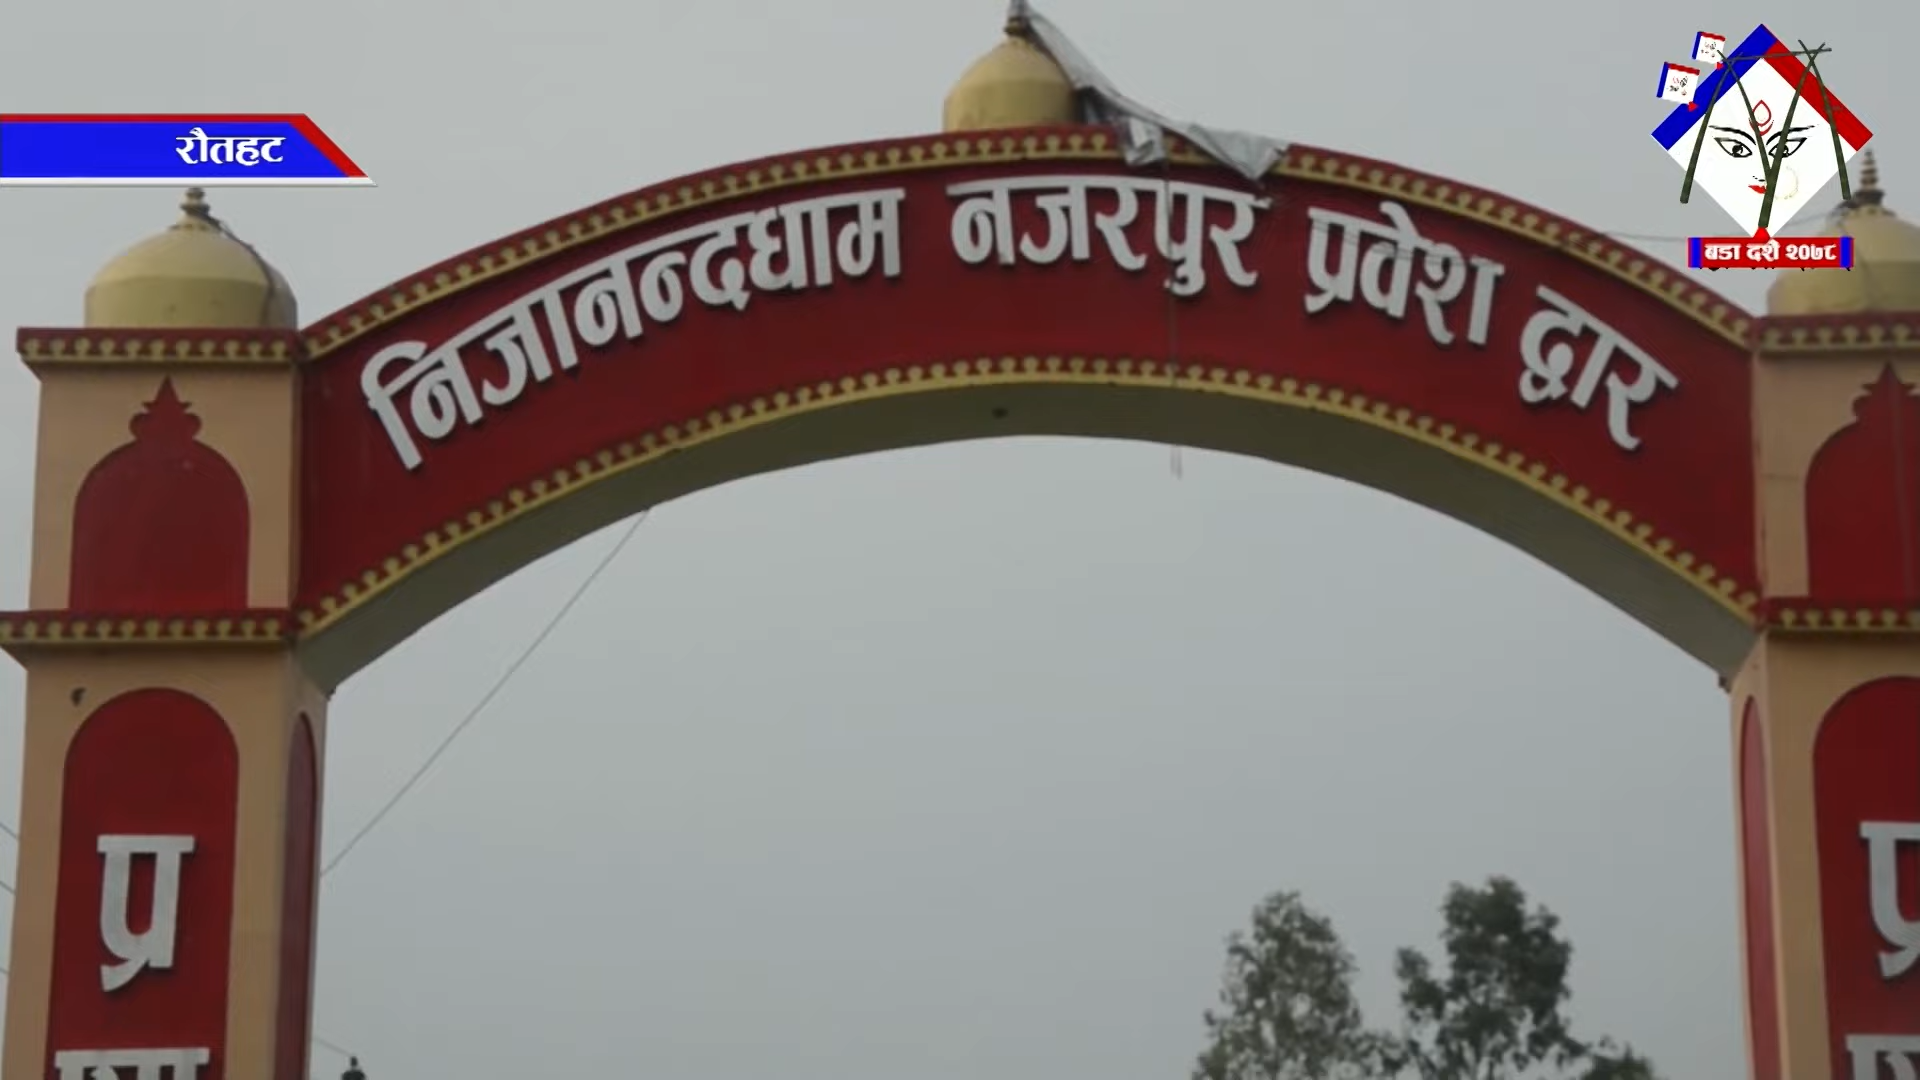 रौतहट
बडा दशै २०७८
निजानन्दधाम नजरपुर प्रवेश द्वार
प्र